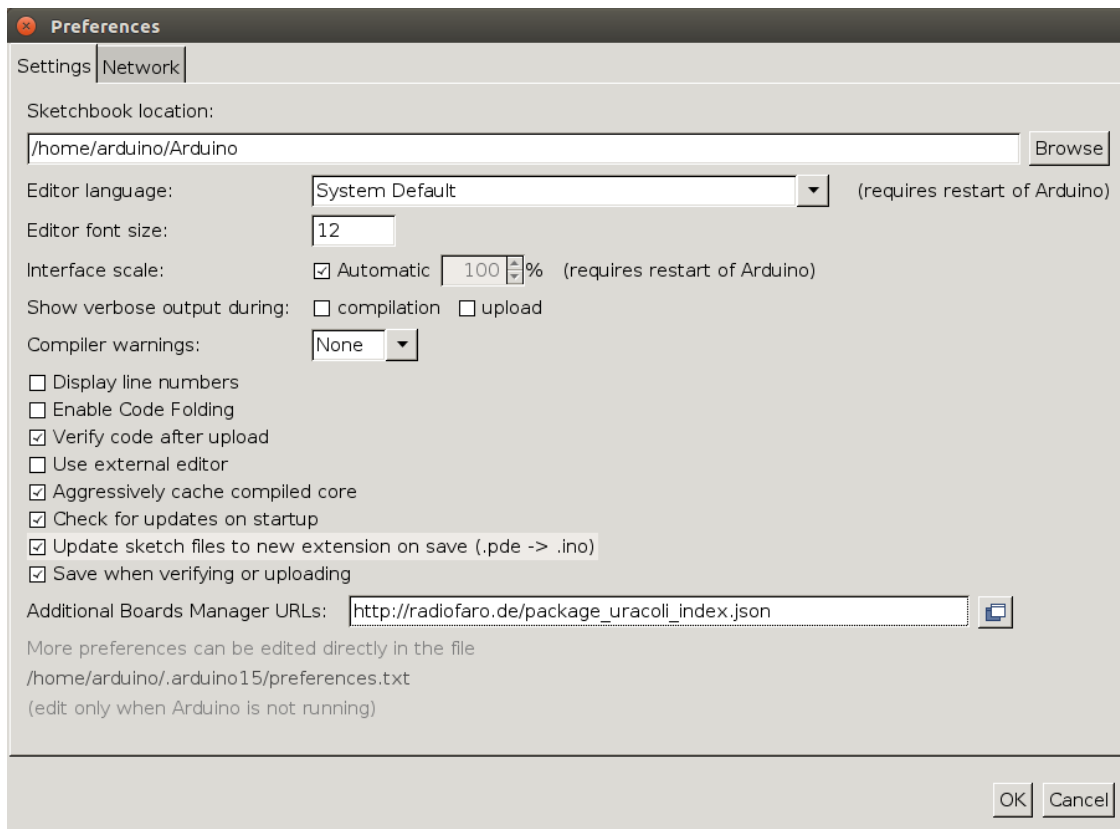 Preferences
Settings Network
Sketchbook location:
/home/arduino/Arduino Browse
Editor language: System Default (requires restart of Arduino)
Editor font size: 12
Interface scale: Automatic 100 % (requires restart of Arduino)
Show verbose output during: compilation upload
Compiler warnings: None
Display line numbers
Enable Code Folding
Verify code after upload
Use external editor
Aggressively cache compiled core
Check for updates on startup
Update sketch files to new extension on save (.pde -> .ino)
Save when verifying or uploading
Additional Boards Manager URLs: http://radiofaro.de/package_uracoli_index.json
More preferences can be edited directly in the file
/home/arduino/.arduino15/preferences.txt
(edit only when Arduino is not running)
OK Cancel